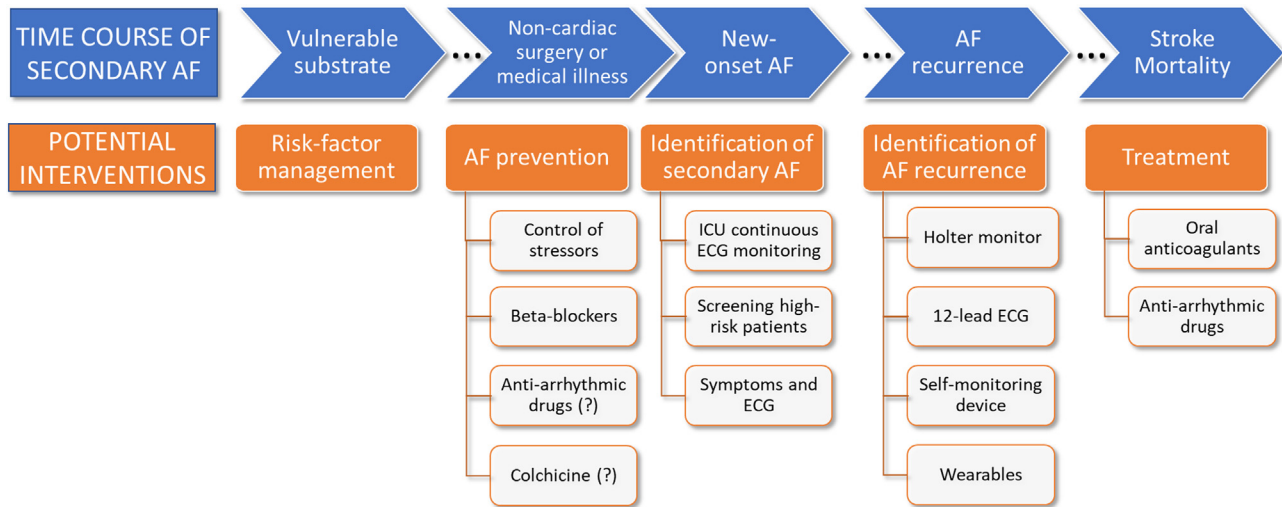 TIME COURSE OF
SECONDARY AF
Vulnerable
substrate
...
Non-cardiac
surgery or
medical illness
New-
onset AF
...
AF
recurrence
...
Stroke
Mortality
POTENTIAL
INTERVENTIONS
Risk-factor
management
AF prevention
Identification of
secondary AF
Identification of
AF recurrence
Treatment
Control of
stressors
Beta-blockers
Anti-arrhythmic
drugs (?)
Colchicine (?)
ICU continuous
ECG monitoring
Screening high-
risk patients
Symptoms and
ECG
Holter monitor
12-lead ECG
Self-monitoring
device
Wearables
Oral
anticoagulants
Anti-arrhythmic
drugs